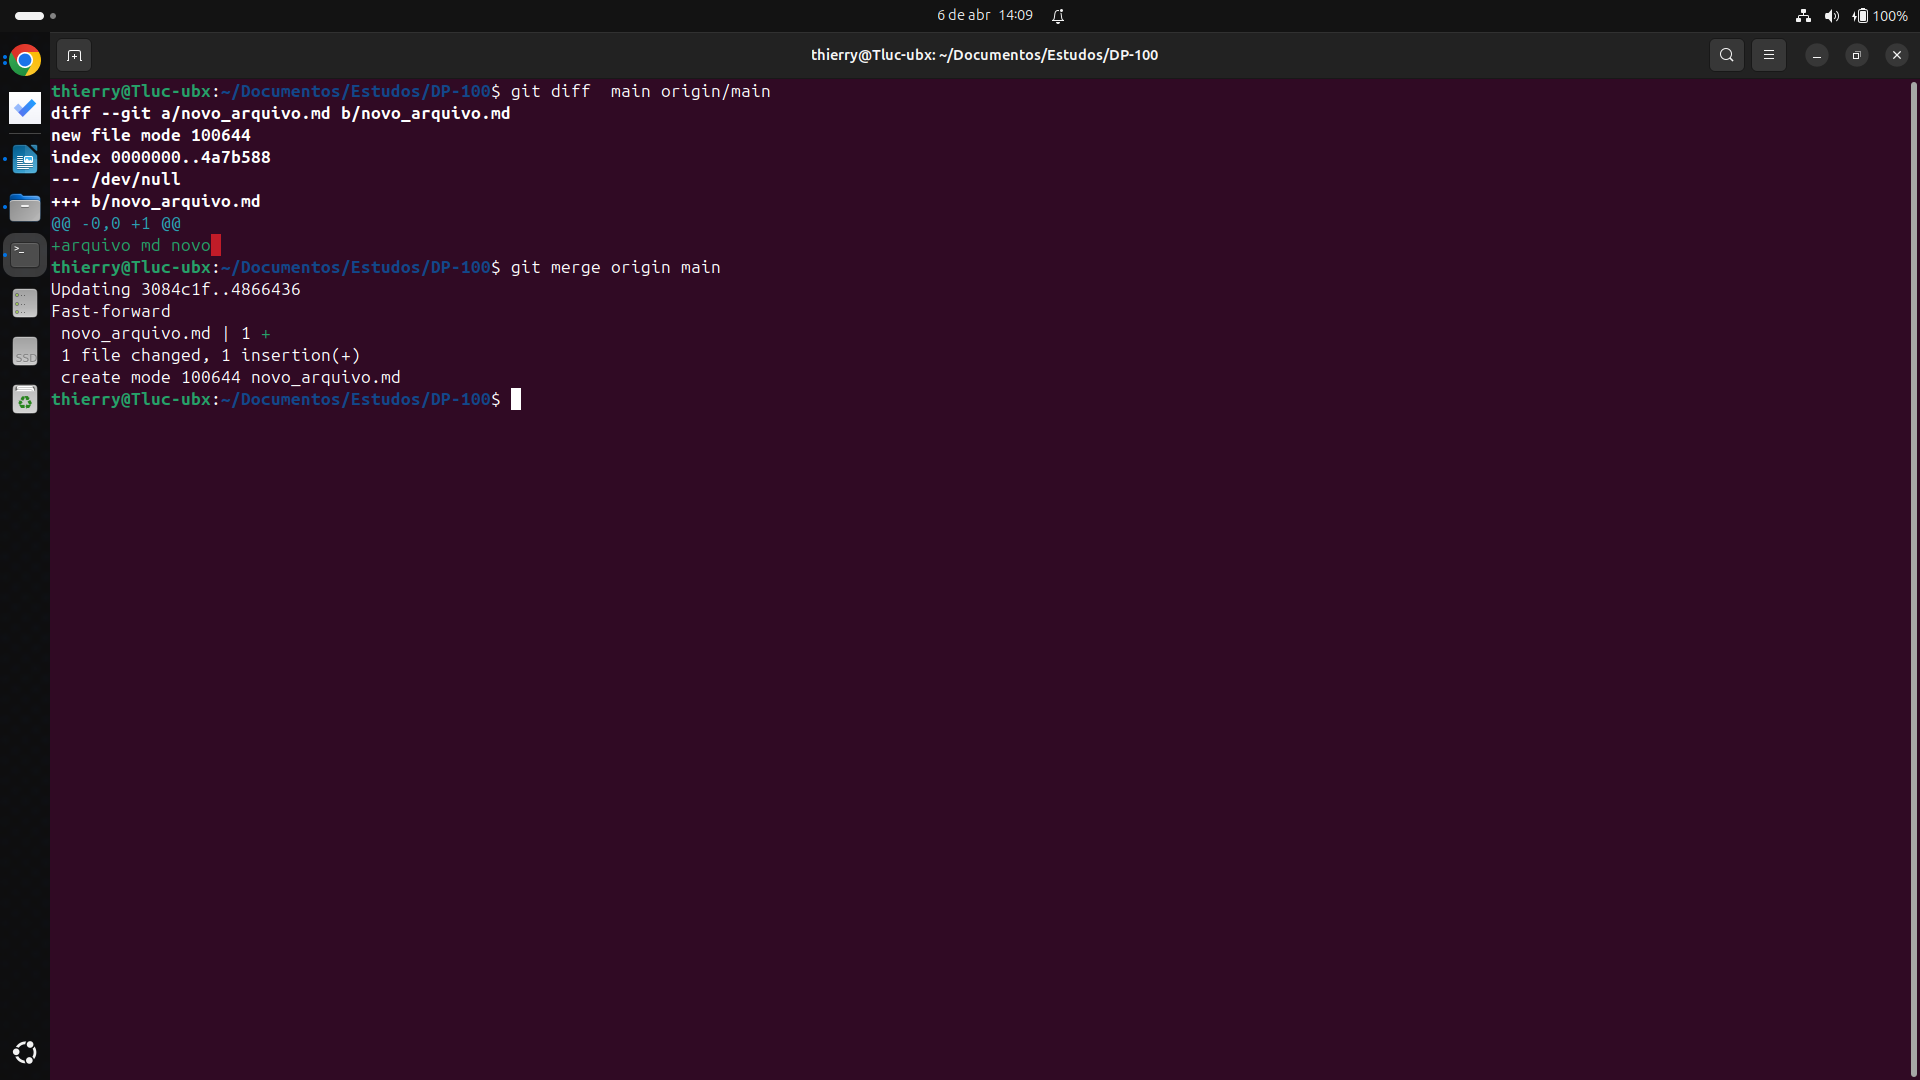 6 de abr 14:09
100%
thierry@Tluc-ubx: ~/Documentos/Estudos/DP-100
thierry@Tluc-ubx:~/Documentos/Estudos/DP-100$ git diff  main origin/main
diff --git a/novo_arquivo.md b/novo_arquivo.md
new file mode 100644
index 0000000..4a7b588
--- /dev/null
+++ b/novo_arquivo.md
@@ -0,0 +1 @@
+arquivo md novo
thierry@Tluc-ubx:~/Documentos/Estudos/DP-100$ git merge origin main
Updating 3084c1f..4866436
Fast-forward
 novo_arquivo.md | 1 +
 1 file changed, 1 insertion(+)
 create mode 100644 novo_arquivo.md
thierry@Tluc-ubx:~/Documentos/Estudos/DP-100$
SSD